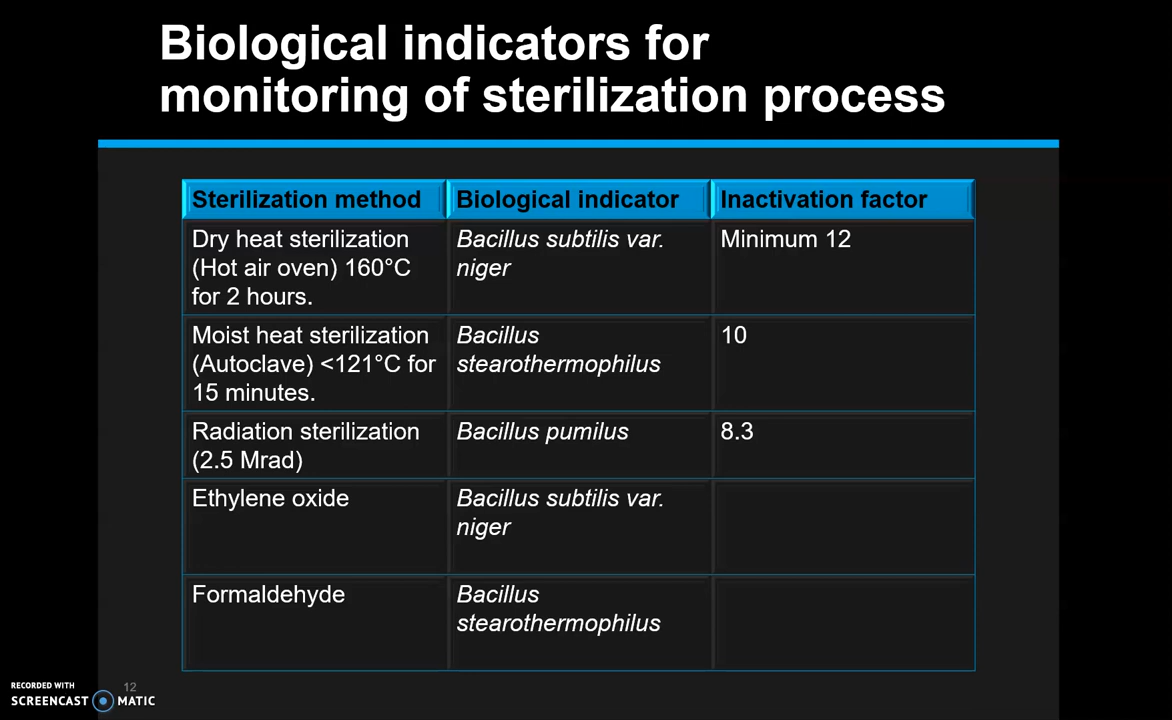 Biological indicators for
monitoring of sterilization process
Sterilization method
Biological indicator
Inactivation factor
Dry heat sterilization
(Hot air oven) 160°C
for 2 hours.
Bacillus subtilis var.
niger
Minimum 12
Moist heat sterilization
(Autoclave) <121°C for
15 minutes.
Bacillus
stearothermophilus
10
Radiation sterilization
(2.5 Mrad)
Bacillus pumilus
8.3
Ethylene oxide
Bacillus subtilis var.
niger
Formaldehyde
Bacillus
stearothermophilus
12
RECORDED WITH
SCREENCAST MATIC